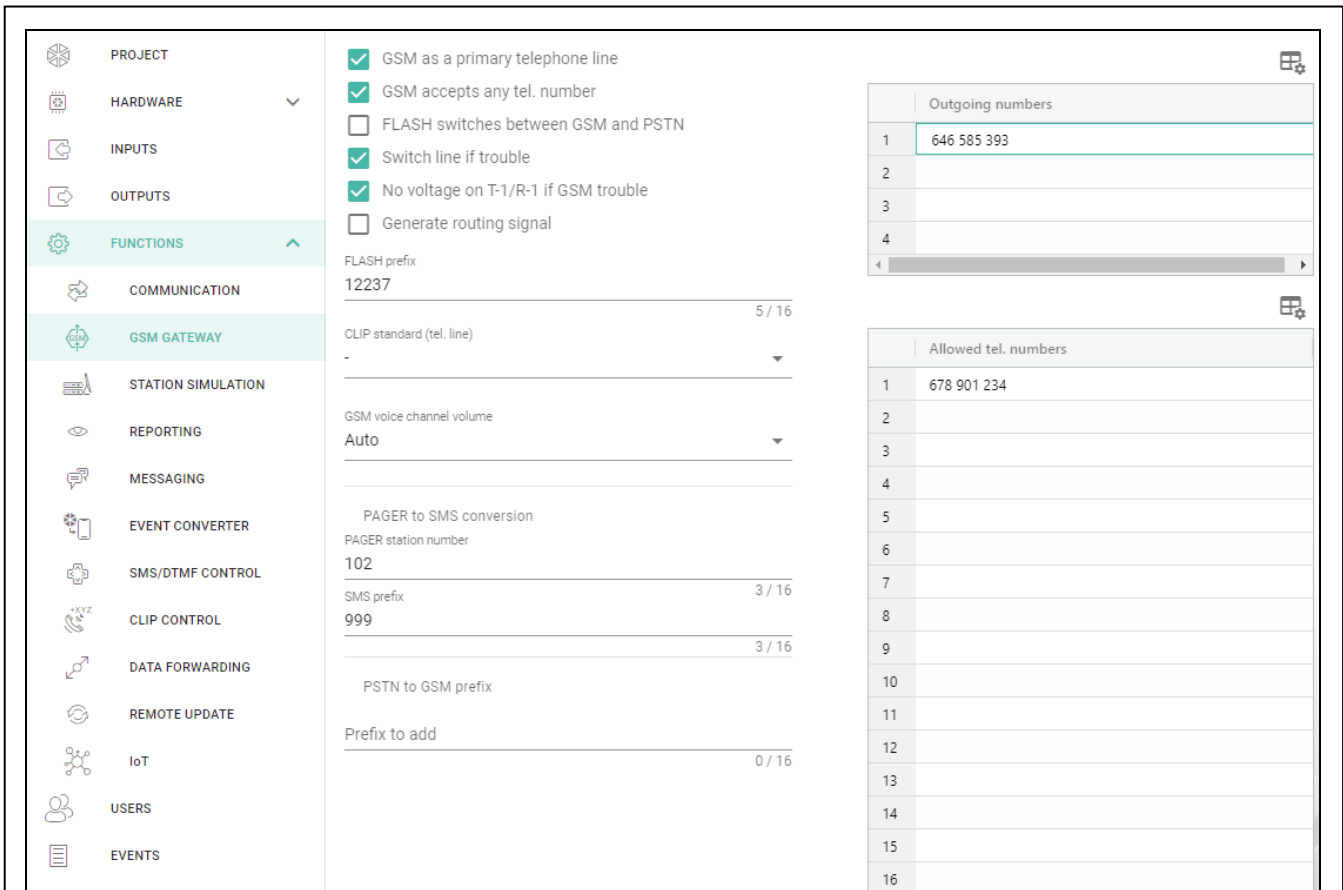 PROJECT
HARDWARE
INPUTS
OUTPUTS
FUNCTIONS
COMMUNICATION
GSM
GSM GATEWAY
STATION SIMULATION
REPORTING
MESSAGING
EVENT CONVERTER
SMS/DTMF CONTROL
+XYZ
CLIP CONTROL
DATA FORWARDING
REMOTE UPDATE
IoT
USERS
EVENTS
GSM as a primary telephone line
GSM accepts any tel. number
FLASH switches between GSM and PSTN
Switch line if trouble
No voltage on T-1/R-1 if GSM trouble
Generate routing signal
FLASH prefix
12237
5 / 16
CLIP standard (tel. line)
-
GSM voice channel volume
Auto
PAGER to SMS conversion
PAGER station number
102
3 / 16
SMS prefix
999
3 / 16
PSTN to GSM prefix
Prefix to add
0 / 16
Outgoing numbers
1 646 585 393
2
3
4
Allowed tel. numbers
1 678 901 234
2
3
4
5
6
7
8
9
10
11
12
13
14
15
16